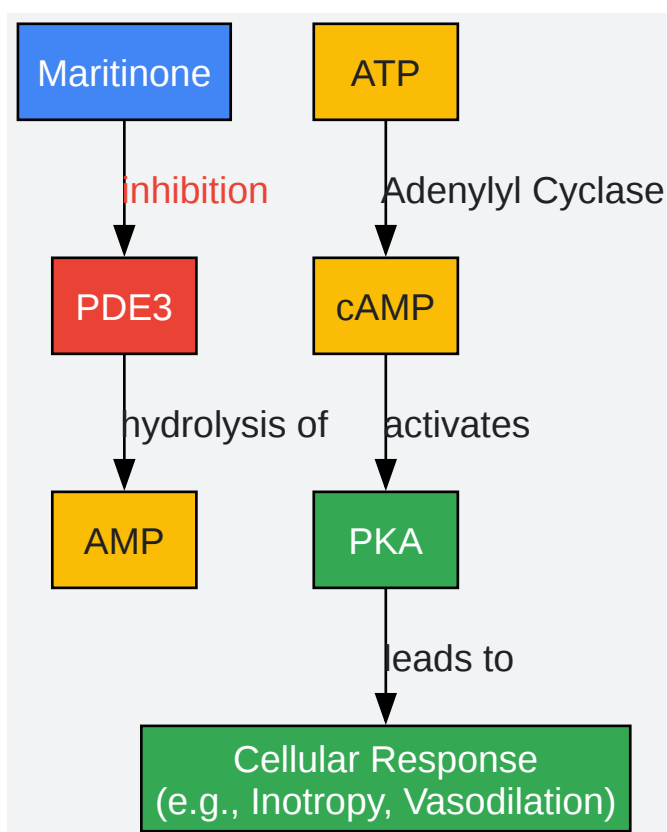 Maritinone
ATP
inhibition
Adenylyl Cyclase
PDE3
cAMP
hydrolysis of
activates
AMP
PKA
leads to
Cellular Response
(e.g., Inotropy, Vasodilation)